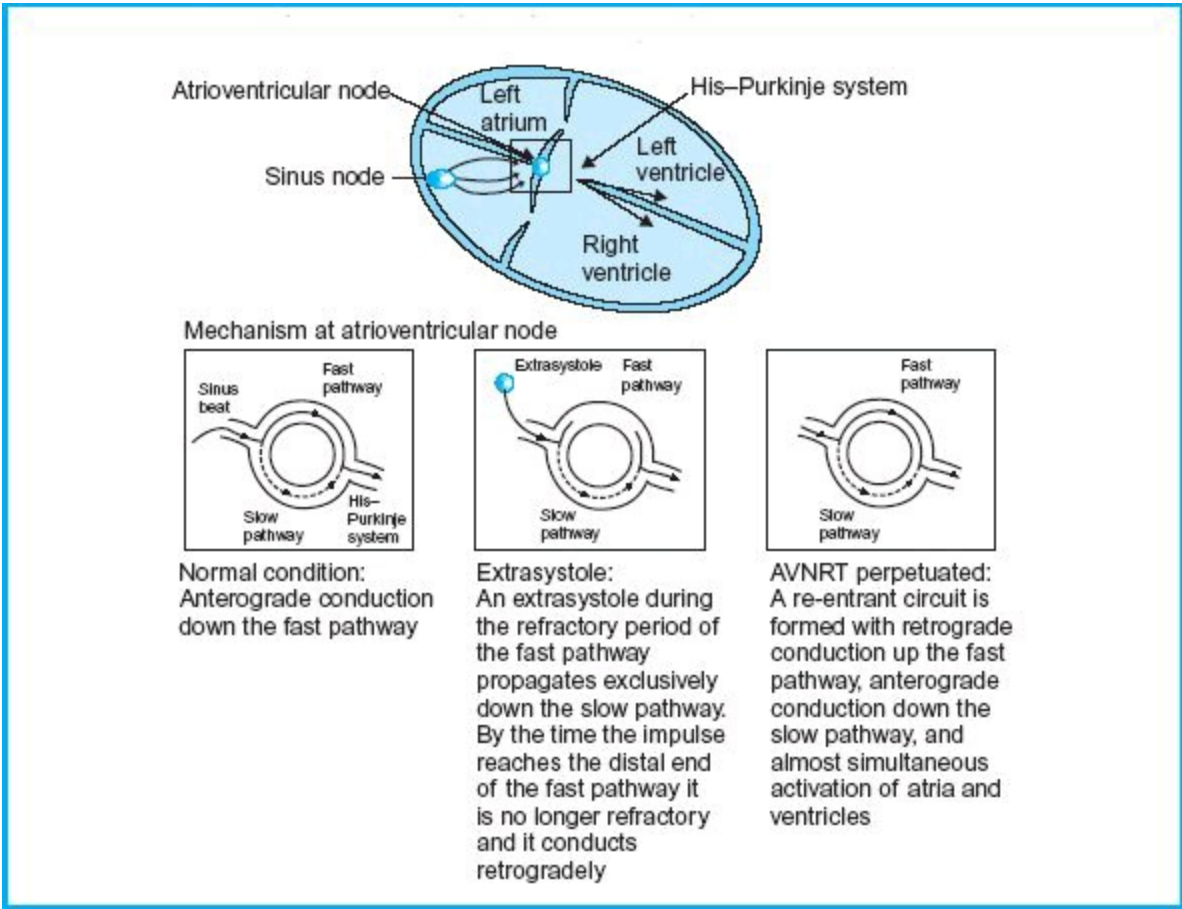 Atrioventricular node
Left
atrium
His–Purkinje system
Sinus node
Left
ventricle
Right
ventricle
Mechanism at atrioventricular node
Sinus
beat
Fast
pathway
Slow
pathway
His–
Purkinje
system
Extrasystole
Fast
pathway
Slow
pathway
Fast
pathway
Slow
pathway
Normal condition:
Anterograde conduction
down the fast pathway
Extrasystole:
An extrasystole during
the refractory period of
the fast pathway
propagates exclusively
down the slow pathway.
By the time the impulse
reaches the distal end
of the fast pathway it
is no longer refractory
and it conducts
retrogradely
AVNRT perpetuated:
A re-entrant circuit is
formed with retrograde
conduction up the fast
pathway, anterograde
conduction down the
slow pathway, and
almost simultaneous
activation of atria and
ventricles